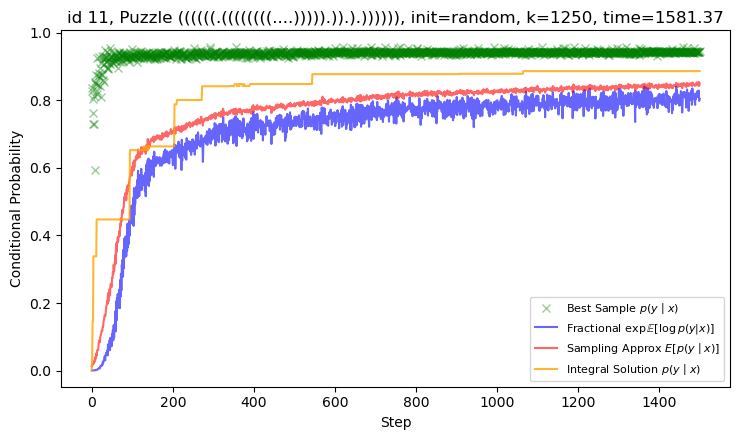 id 11, Puzzle ((((((.((((((((....))))).)).).)))))), init=random, k=1250, time=1581.37
Conditional Probability
1.0
0.8
0.6
0.4
0.2
0.0
Best Sample p(y | x)
Fractional exp𝔼[log p(y|x)]
Sampling Approx E[p(y | x)]
Integral Solution p(y | x)
0 200 400 600 800 1000 1200 1400
Step